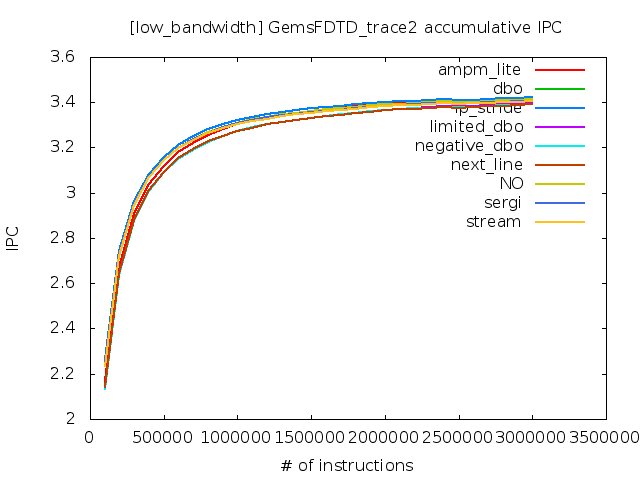 [low_bandwidth] GemsFDTD_trace2 accumulative IPC
3.6
3.4
3.2
3
2.8
2.6
2.4
2.2
2
IPC
0 500000 1000000 1500000 2000000 2500000 3000000 3500000
# of instructions
ampm_lite
dbo
ip_stride
limited_dbo
negative_dbo
next_line
NO
sergi
stream